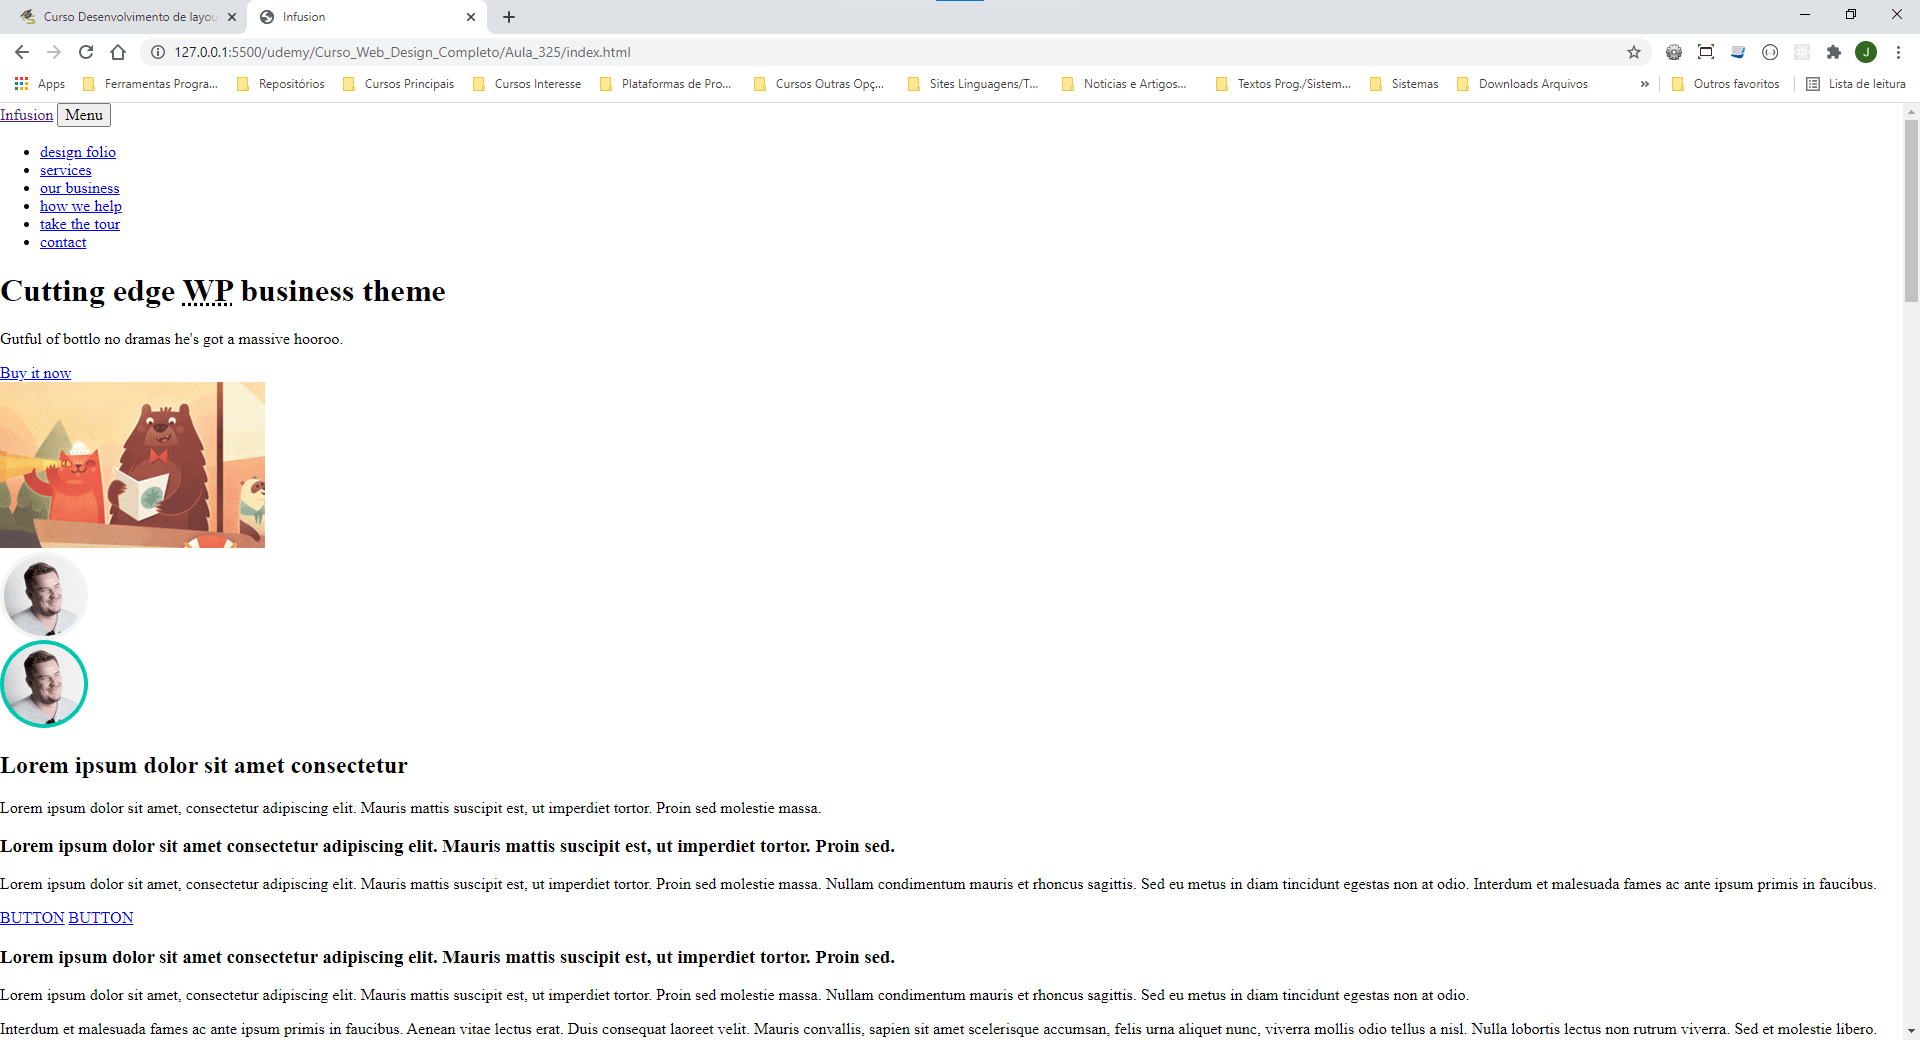 Curso Desenvolvimento de layou
Infusion
127.0.0.1:5500/udemy/Curso_Web_Design_Completo/Aula_325/index.html
J
Apps
Ferramentas Progra...
Repositórios
Cursos Principais
Cursos Interesse
Plataformas de Pro...
Cursos Outras Opç...
Sites Linguagens/T...
Noticias e Artigos...
Textos Prog./Sistem...
Sistemas
Downloads Arquivos
»
Outros favoritos
Lista de leitura
Infusion Menu
design folio
services
our business
how we help
take the tour
contact
Cutting edge WP business theme
Gutful of bottlo no dramas he's got a massive hooroo.
Buy it now
Lorem ipsum dolor sit amet consectetur
Lorem ipsum dolor sit amet, consectetur adipiscing elit. Mauris mattis suscipit est, ut imperdiet tortor. Proin sed molestie massa.
Lorem ipsum dolor sit amet consectetur adipiscing elit. Mauris mattis suscipit est, ut imperdiet tortor. Proin sed.
Lorem ipsum dolor sit amet, consectetur adipiscing elit. Mauris mattis suscipit est, ut imperdiet tortor. Proin sed molestie massa. Nullam condimentum mauris et rhoncus sagittis. Sed eu metus in diam tincidunt egestas non at odio. Interdum et malesuada fames ac ante ipsum primis in faucibus.
BUTTON BUTTON
Lorem ipsum dolor sit amet consectetur adipiscing elit. Mauris mattis suscipit est, ut imperdiet tortor. Proin sed.
Lorem ipsum dolor sit amet, consectetur adipiscing elit. Mauris mattis suscipit est, ut imperdiet tortor. Proin sed molestie massa. Nullam condimentum mauris et rhoncus sagittis. Sed eu metus in diam tincidunt egestas non at odio.
Interdum et malesuada fames ac ante ipsum primis in faucibus. Aenean vitae lectus erat. Duis consequat laoreet velit. Mauris convallis, sapien sit amet scelerisque accumsan, felis urna aliquet nunc, viverra mollis odio tellus a nisl. Nulla lobortis lectus non rutrum viverra. Sed et molestie libero.